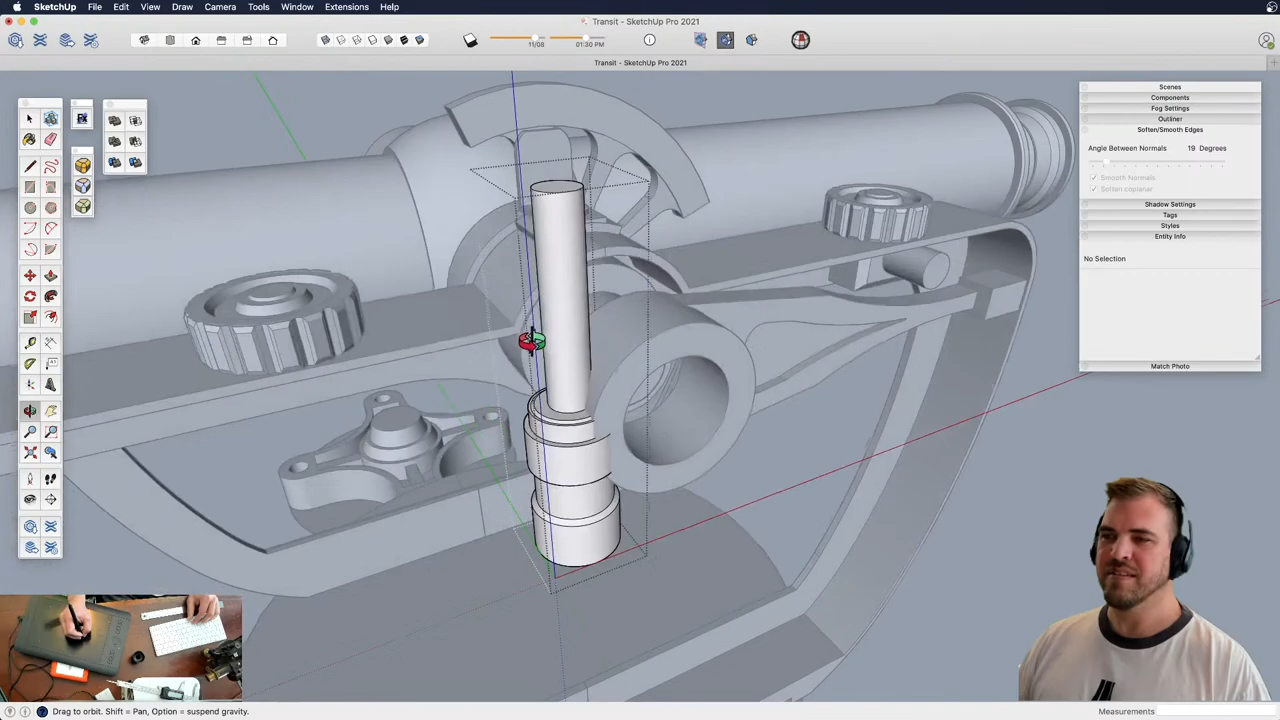 SketchUp File Edit View Draw Camera Tools Window Extensions Help
Transit - SketchUp Pro 2021
11/08 01:30 PM
Transit - SketchUp Pro 2021
Scenes
Components
Fog Settings
Outliner
Soften/Smooth Edges
Angle Between Normals 19 Degrees
Smooth Normals
Soften coplanar
Shadow Settings
Tags
Styles
Entity Info
No Selection
Match Photo
Drag to orbit. Shift = Pan, Option = suspend gravity.
Measurements